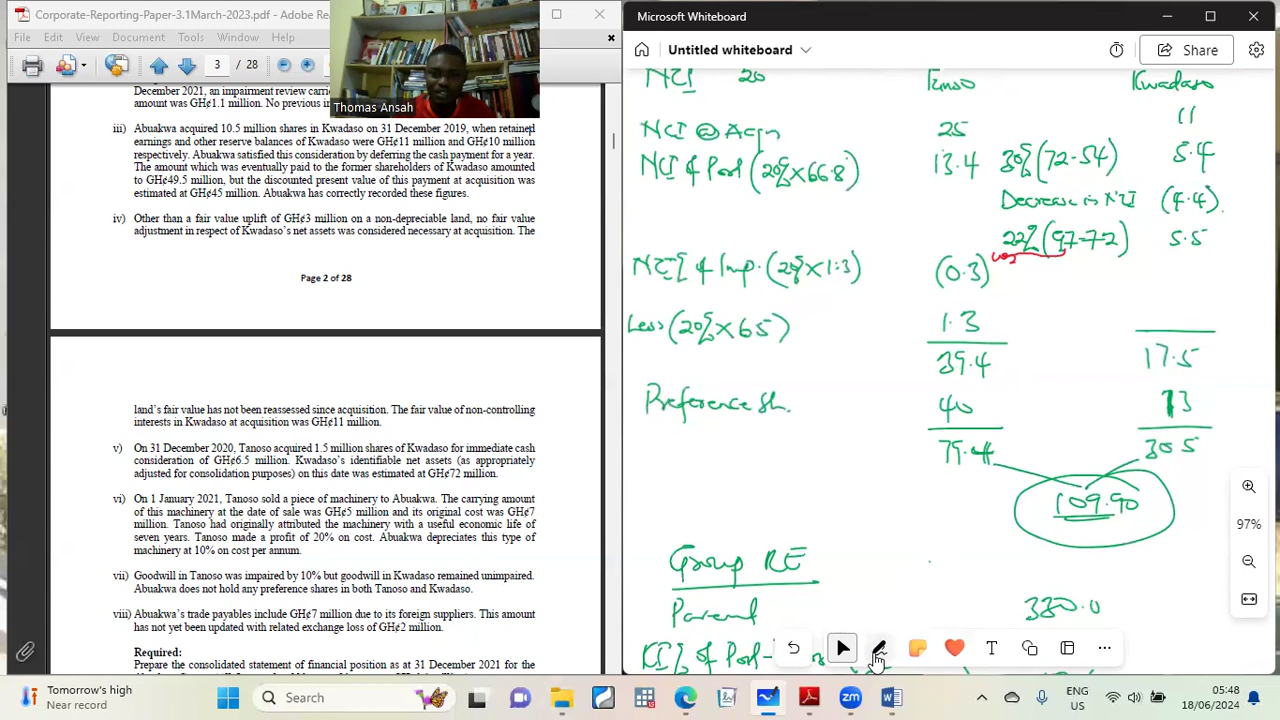 Corporate-Reporting-Paper-3.1March-2023.pdf - Adobe Rea
File Edit View Document Tools Window Help
3 / 28
Thomas Ansah
December 2021, an impairment review carri
amount was GH¢1.1 million. No previous in
iii) Abuakwa acquired 10.5 million shares in Kwadaso on 31 December 2019, when retained
earnings and other reserve balances of Kwadaso were GH¢11 million and GH¢10 million
respectively. Abuakwa satisfied this consideration by deferring the cash payment for a year.
The amount which was eventually paid to the former shareholders of Kwadaso amounted
to GH¢49.5 million, but the discounted present value of this payment at acquisition was
estimated at GH¢45 million. Abuakwa has correctly recorded these figures.
iv) Other than a fair value uplift of GH¢3 million on a non-depreciable land, no fair value
adjustment in respect of Kwadaso's net assets was considered necessary at acquisition. The
Page 2 of 28
land's fair value has not been reassessed since acquisition. The fair value of non-controlling
interests in Kwadaso at acquisition was GH¢11 million.
v) On 31 December 2020, Tanoso acquired 1.5 million shares of Kwadaso for immediate cash
consideration of GH¢6.5 million. Kwadaso's identifiable net assets (as appropriately
adjusted for consolidation purposes) on this date was estimated at GH¢72 million.
vi) On 1 January 2021, Tanoso sold a piece of machinery to Abuakwa. The carrying amount
of this machinery at the date of sale was GH¢5 million and its original cost was GH¢7
million. Tanoso had originally attributed the machinery with a useful economic life of
seven years. Tanoso made a profit of 20% on cost. Abuakwa depreciates this type of
machinery at 10% on cost per annum.
vii) Goodwill in Tanoso was impaired by 10% but goodwill in Kwadaso remained unimpaired.
Abuakwa does not hold any preference shares in both Tanoso and Kwadaso.
viii) Abuakwa's trade payables include GH¢7 million due to its foreign suppliers. This amount
has not yet been updated with related exchange loss of GH¢2 million.
Required:
Prepare the consolidated statement of financial position as at 31 December 2021 for the
Microsoft Whiteboard
Untitled whiteboard
Share
NCI 20 Tanoso Kwadaso
11
NCI @ Acqn 25
NCI % Post (20% X 66.8) 13.4 30% (72-54) 5.4
Decrease in NCI (4.4)
22% (97-72) 5.5
NCI % Imp. (20% X 1.3) (0.3)
Less (20% X 6.5) 1.3
39.4 17.5
Preference Sh. 40 13
79.4 30.5
109.90
Group RE
Parent 330.0
97%
Tomorrow's high
Near record
Search
ENG
US
05:48
18/06/2024